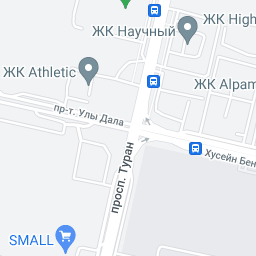 ЖК High
ЖК Научный
ЖК Athletic
ЖК Alpam
пр-т. Улы Дала
Хусейн Бен
просп. Туран
SMALL